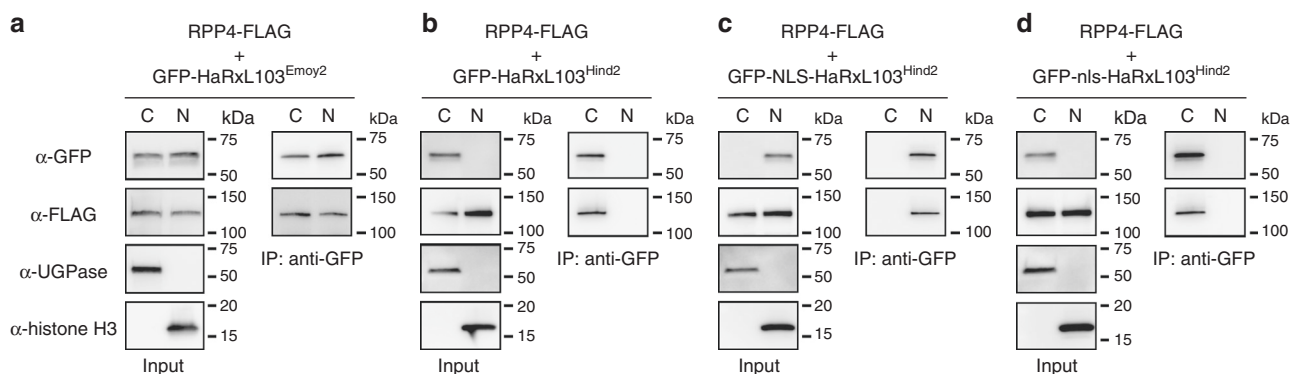 a
RPP4-FLAG
+
GFP-HaRxL103Emoy2
C N kDa C N kDa
α-GFP 75 50 75 50
α-FLAG 150 100 150 100
α-UGPase 75 50 IP: anti-GFP
α-histone H3 20 15
Input
b
RPP4-FLAG
+
GFP-HaRxL103Hind2
C N kDa C N kDa
75 50 75 50
150 100 150 100
75 50 IP: anti-GFP
20 15
Input
c
RPP4-FLAG
+
GFP-NLS-HaRxL103Hind2
C N kDa C N kDa
75 50 75 50
150 100 150 100
75 50 IP: anti-GFP
20 15
Input
d
RPP4-FLAG
+
GFP-nls-HaRxL103Hind2
C N kDa C N kDa
75 50 75 50
150 100 150 100
75 50 IP: anti-GFP
20 15
Input